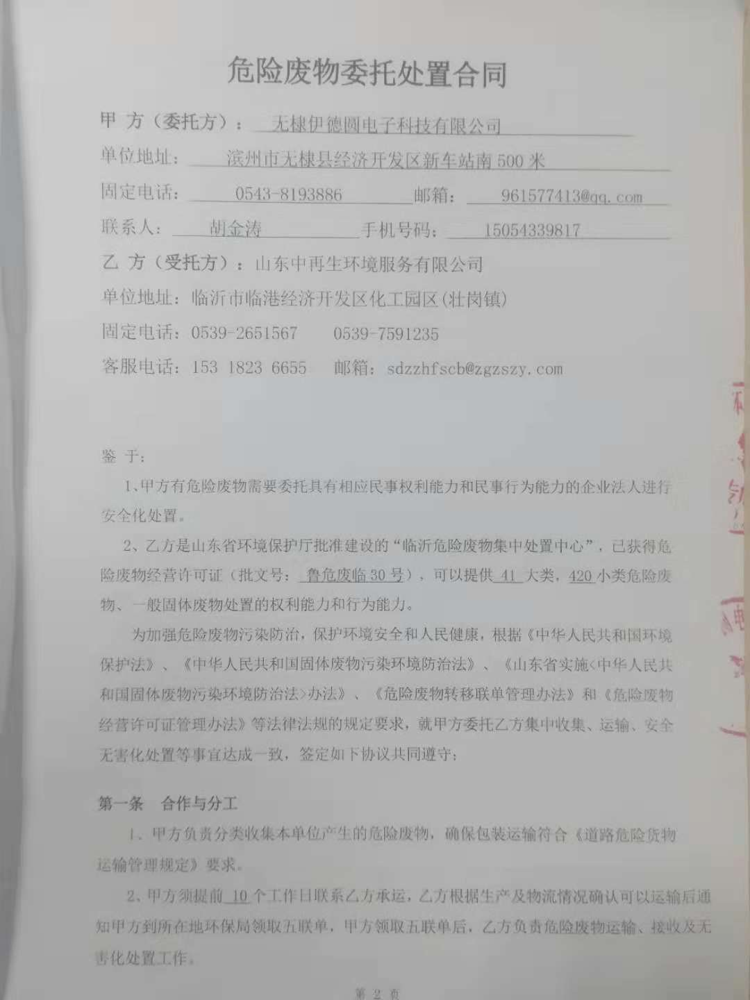 危险废物委托处置合同
甲 方（委托方）： 无棣伊德圆电子科技有限公司
单位地址： 滨州市无棣县经济开发区新车站南 500 米
固定电话： 0543-8193886 邮箱： 961577413@qq.com
联系人： 胡金涛 手机号码： 15054339817
乙 方（受托方）：山东中再生环境服务有限公司
单位地址：临沂市临港经济开发区化工园区(壮岗镇)
固定电话：0539-2651567 0539-7591235
客服电话：153 1823 6655 邮箱：sdzzhfscb@zgzszy.com
鉴 于：
1、甲方有危险废物需要委托具有相应民事权利能力和民事行为能力的企业法人进行
安全化处置。
2、乙方是山东省环境保护厅批准建设的“临沂危险废物集中处置中心”，已获得危
险废物经营许可证（批文号： 鲁危废临 30 号），可以提供 41 大类，420 小类危险废
物、一般固体废物处置的权利能力和行为能力。
为加强危险废物污染防治，保护环境安全和人民健康，根据《中华人民共和国环境
保护法》、《中华人民共和国固体废物污染环境防治法》、《山东省实施<中华人民共
和国固体废物污染环境防治法>办法》、《危险废物转移联单管理办法》和《危险废物
经营许可证管理办法》等法律法规的规定要求，就甲方委托乙方集中收集、运输、安全
无害化处置等事宜达成一致，签定如下协议共同遵守：
第一条 合作与分工
1、甲方负责分类收集本单位产生的危险废物，确保包装运输符合《道路危险货物
运输管理规定》要求。
2、甲方须提前 10 个工作日联系乙方承运，乙方根据生产及物流情况确认可以运输后通
知甲方到所在地环保局领取五联单，甲方领取五联单后，乙方负责危险废物运输、接收及无
害化处置工作。
第 2 页